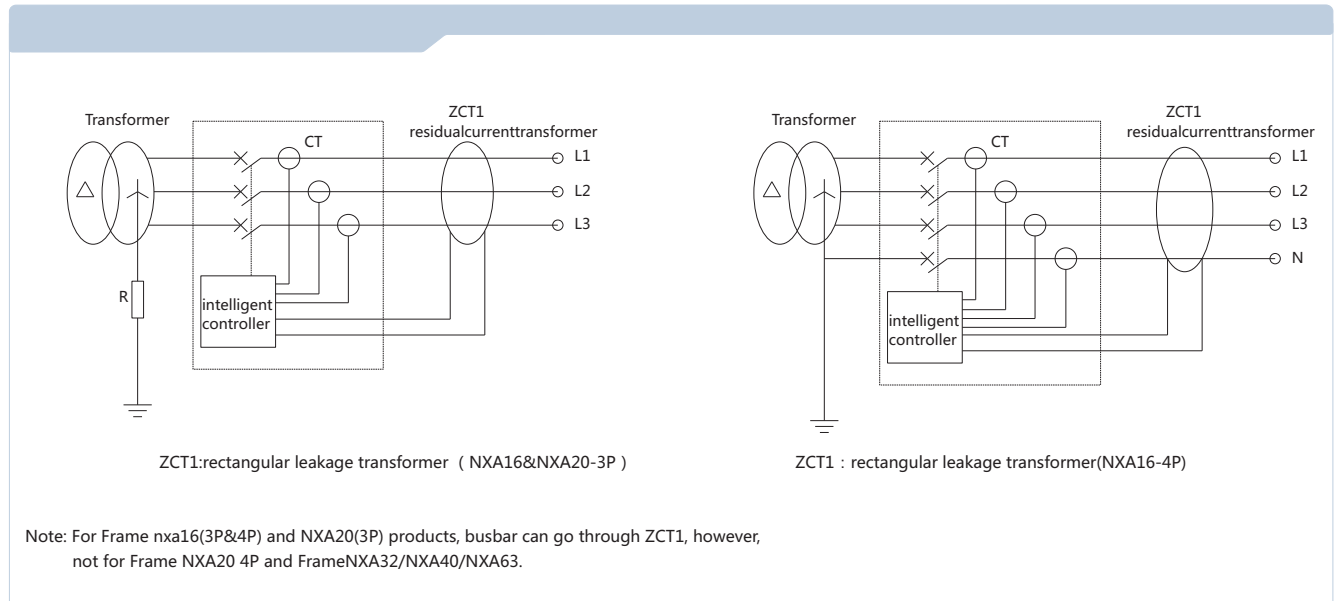 Transformer
ZCT1
residualcurrenttransformer
CT
L1
L2
L3
R
intelligent
controller
ZCT1:rectangular leakage transformer （ NXA16&NXA20-3P ）
Transformer
ZCT1
residualcurrenttransformer
CT
L1
L2
L3
N
intelligent
controller
ZCT1：rectangular leakage transformer(NXA16-4P)
Note: For Frame nxa16(3P&4P) and NXA20(3P) products, busbar can go through ZCT1, however,
not for Frame NXA20 4P and FrameNXA32/NXA40/NXA63.